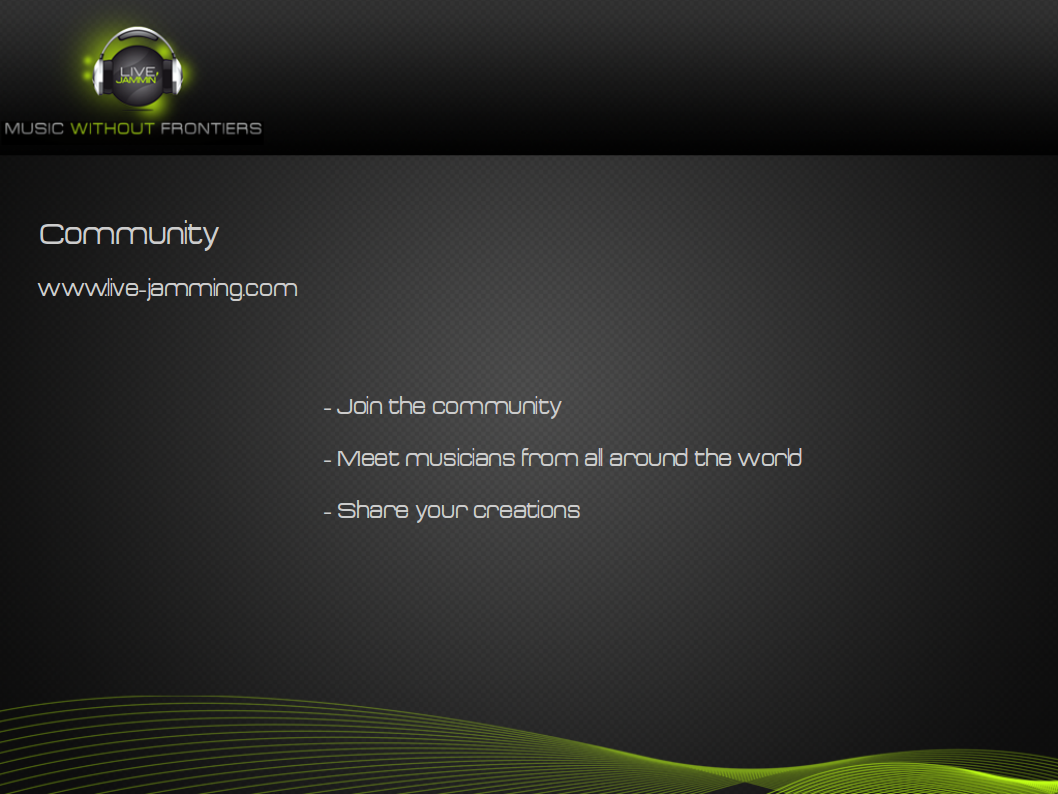 LIVE
JAMMIN'
MUSIC WITHOUT FRONTIERS
Community
www.live-jamming.com
- Join the community
- Meet musicians from all around the world
- Share your creations